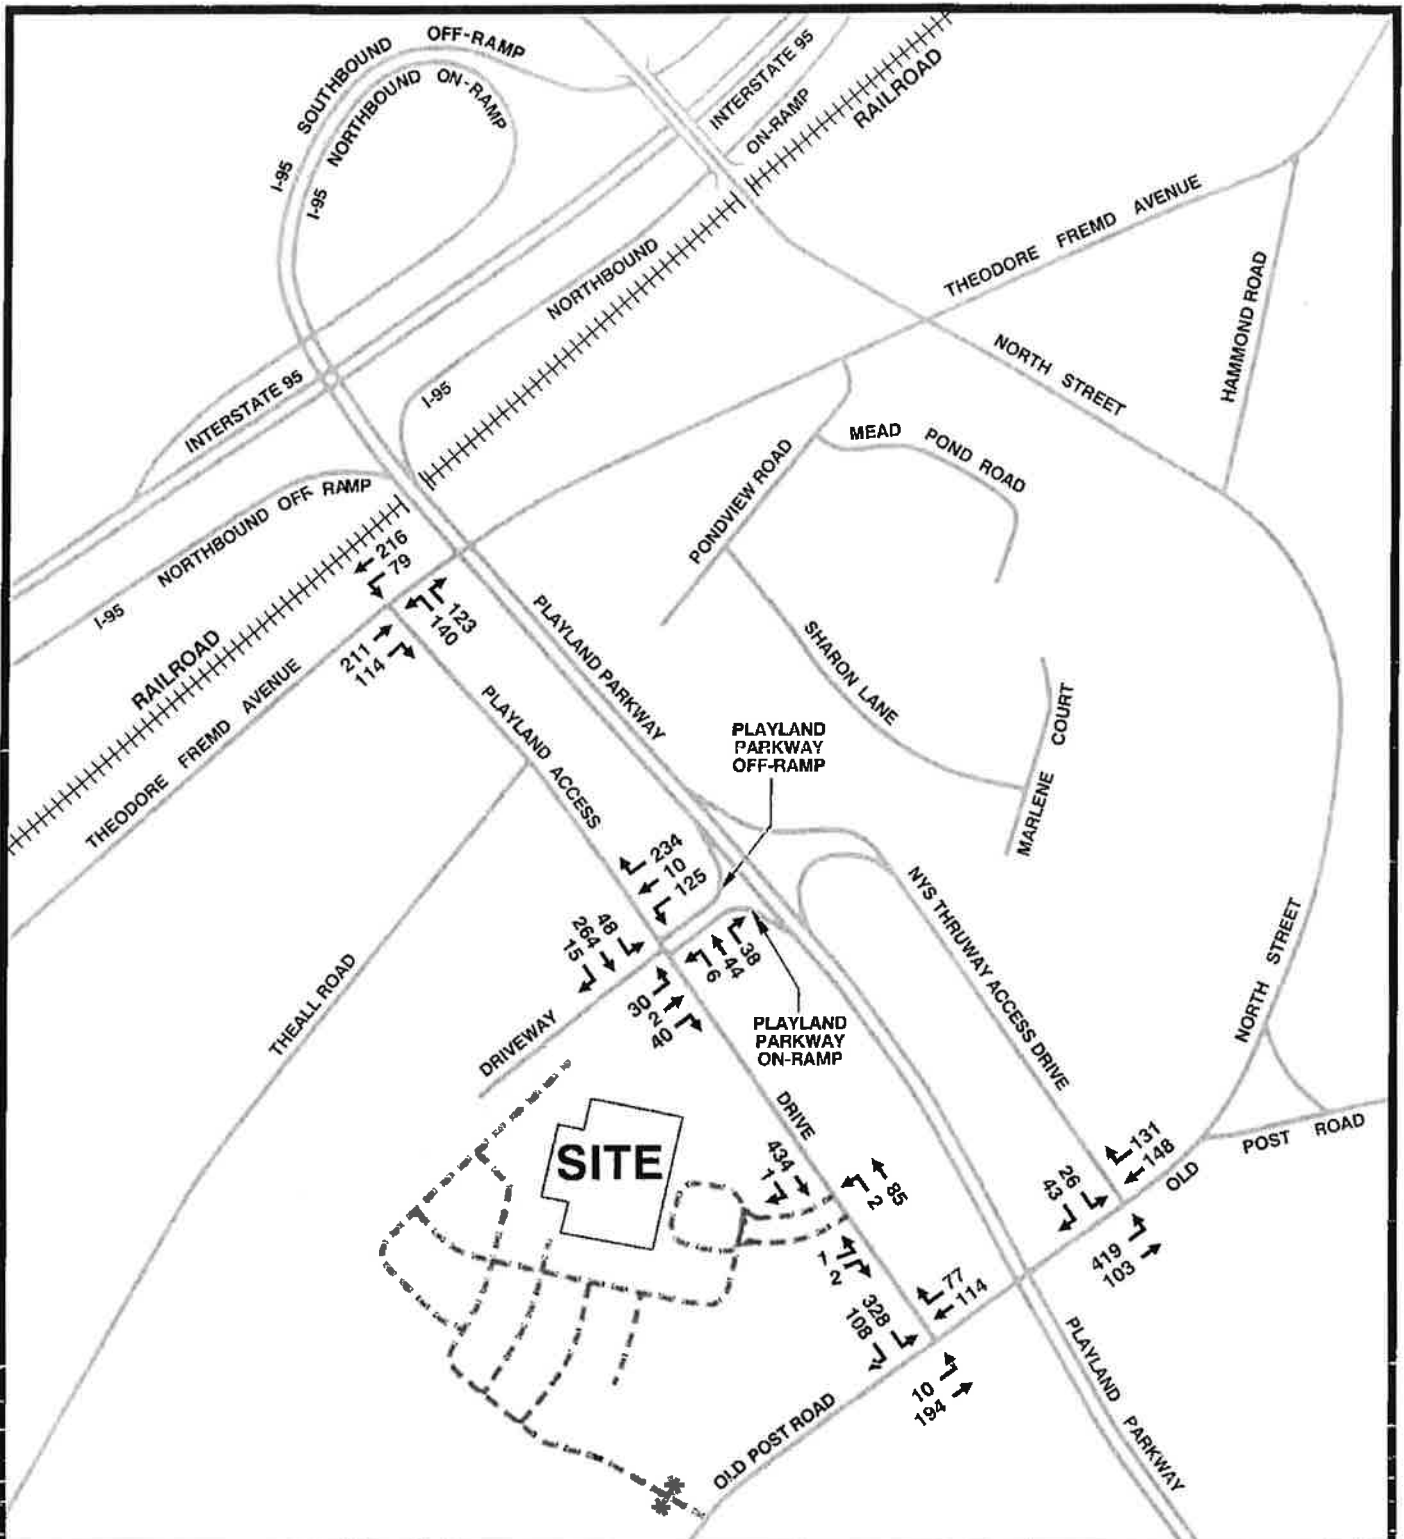 I-95 SOUTHBOUND OFF-RAMP
I-95 NORTHBOUND ON-RAMP
INTERSTATE 95
ON-RAMP
RAILROAD
THEODORE FREMD AVENUE
HAMMOND ROAD
NORTH STREET
I-95 NORTHBOUND
INTERSTATE 95
MEAD POND ROAD
PONDVIEW ROAD
I-95 NORTHBOUND OFF RAMP
216
79
123
140
211
114
RAILROAD
THEODORE FREMD AVENUE
PLAYLAND PARKWAY
SHARON LANE
MARLENE COURT
PLAYLAND ACCESS
PLAYLAND
PARKWAY
OFF-RAMP
234
10
125
48
264
15
38
44
6
30
2
40
NYS THRUWAY ACCESS DRIVE
NORTH STREET
THEALL ROAD
DRIVEWAY
PLAYLAND
PARKWAY
ON-RAMP
DRIVE
SITE
434
1
85
2
1
2
131
148
26
43
OLD
POST ROAD
419
103
77
114
328
108
10
194
OLD POST ROAD
PLAYLAND PARKWAY